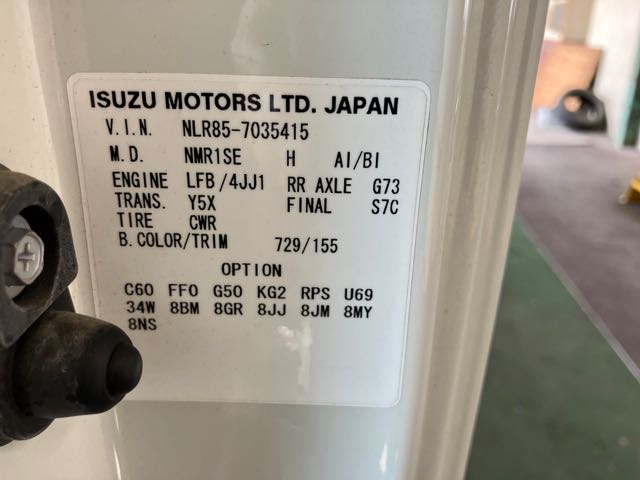 ISUZU MOTORS LTD. JAPAN
V.I.N. NLR85-7035415
M.D. NMR1SE H AI/BI
ENGINE LFB/4JJ1 RR AXLE G73
TRANS. Y5X FINAL S7C
TIRE CWR
B.COLOR/TRIM 729/155
OPTION
C60 FF0 G50 KG2 RPS U69
34W 8BM 8GR 8JJ 8JM 8MY
8NS